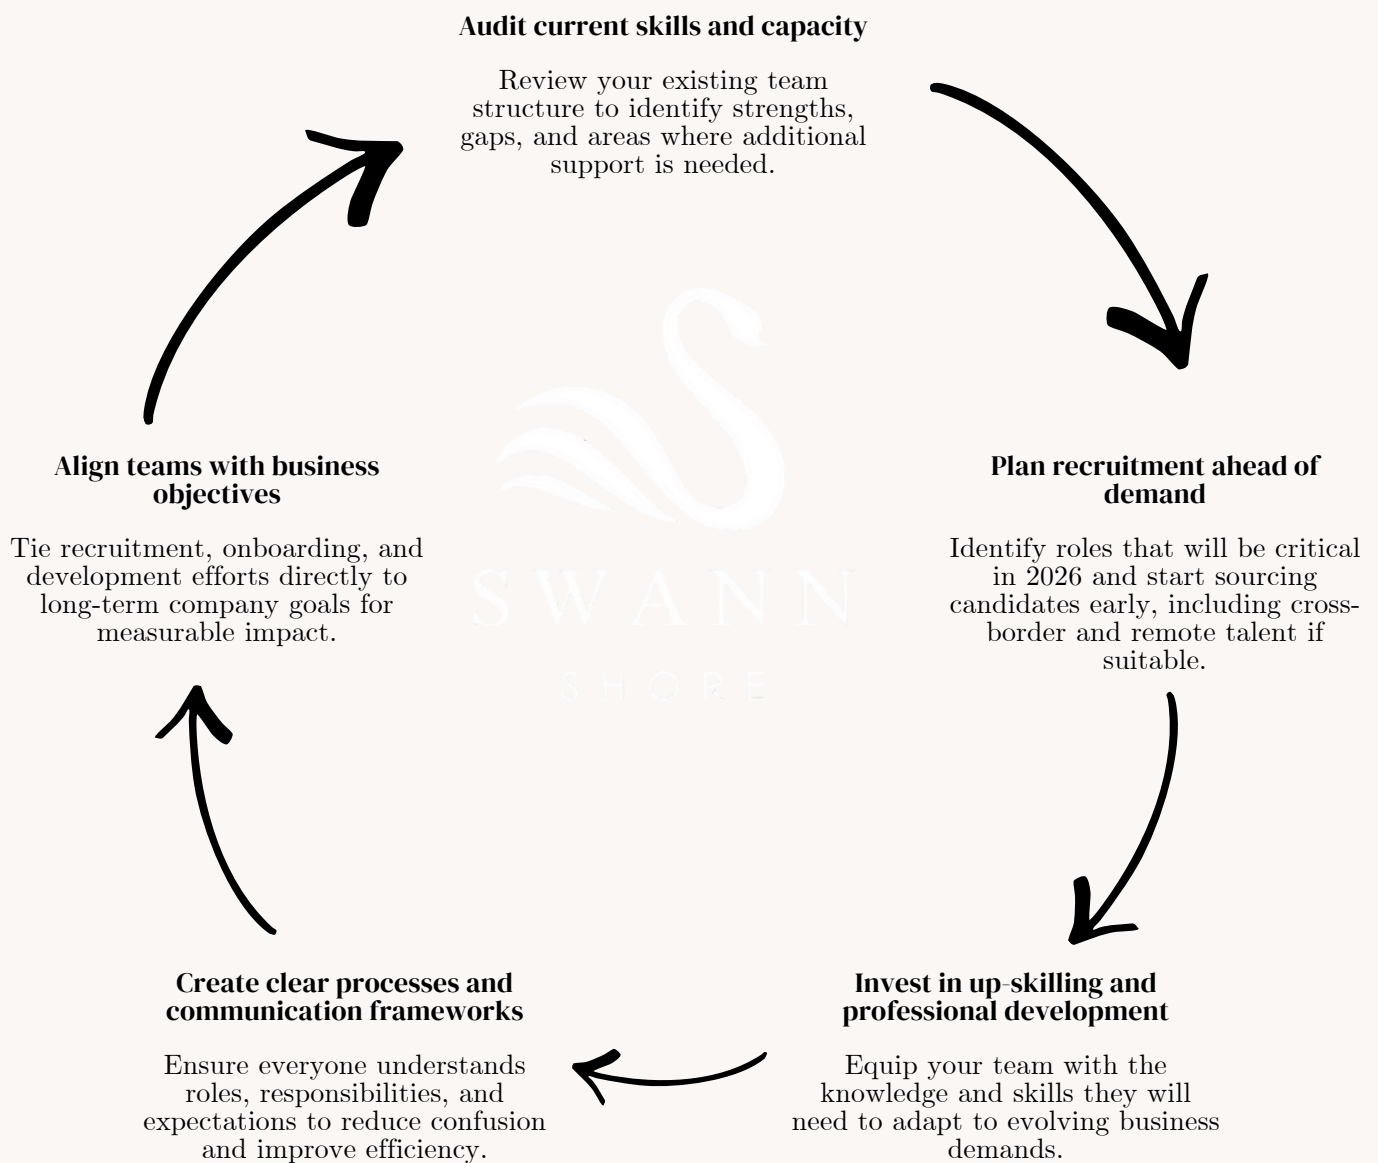 Audit current skills and capacity
Review your existing team
structure to identify strengths,
gaps, and areas where additional
support is needed.
Plan recruitment ahead of
demand
Identify roles that will be critical
in 2026 and start sourcing
candidates early, including cross-
border and remote talent if
suitable.
Invest in up-skilling and
professional development
Equip your team with the
knowledge and skills they will
need to adapt to evolving business
demands.
Create clear processes and
communication frameworks
Ensure everyone understands
roles, responsibilities, and
expectations to reduce confusion
and improve efficiency.
Align teams with business
objectives
Tie recruitment, onboarding, and
development efforts directly to
long-term company goals for
measurable impact.
SWANN
SHORE